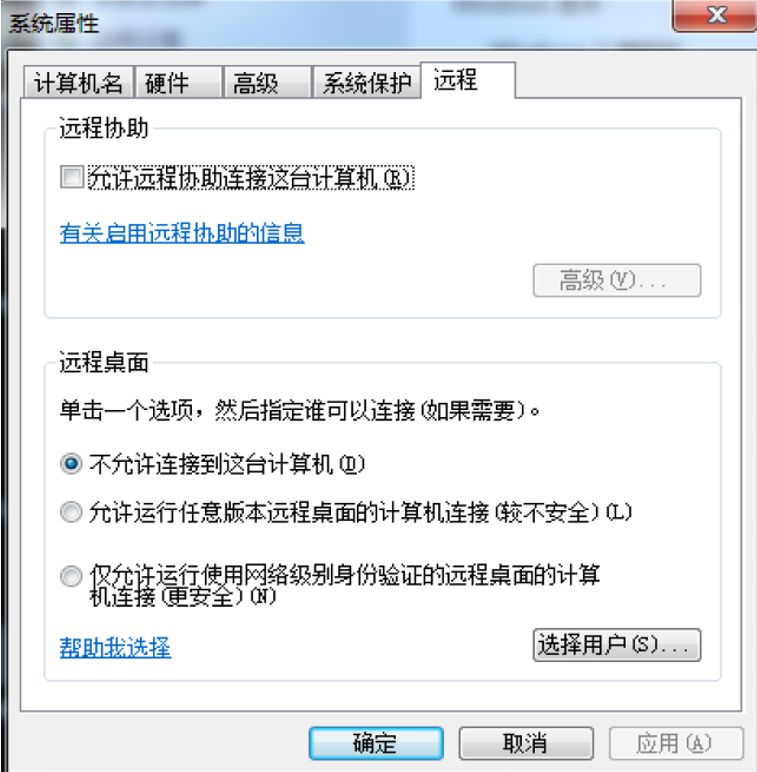 系统属性
计算机名 硬件 高级 系统保护 远程
远程协助
允许远程协助连接这台计算机(R)
有关启用远程协助的信息
高级(V)...
远程桌面
单击一个选项，然后指定谁可以连接(如果需要)。
不允许连接到这台计算机(D)
允许运行任意版本远程桌面的计算机连接(较不安全)(L)
仅允许运行使用网络级别身份验证的远程桌面的计算
机连接(更安全)(N)
帮助我选择 选择用户(S)...
确定 取消 应用(A)